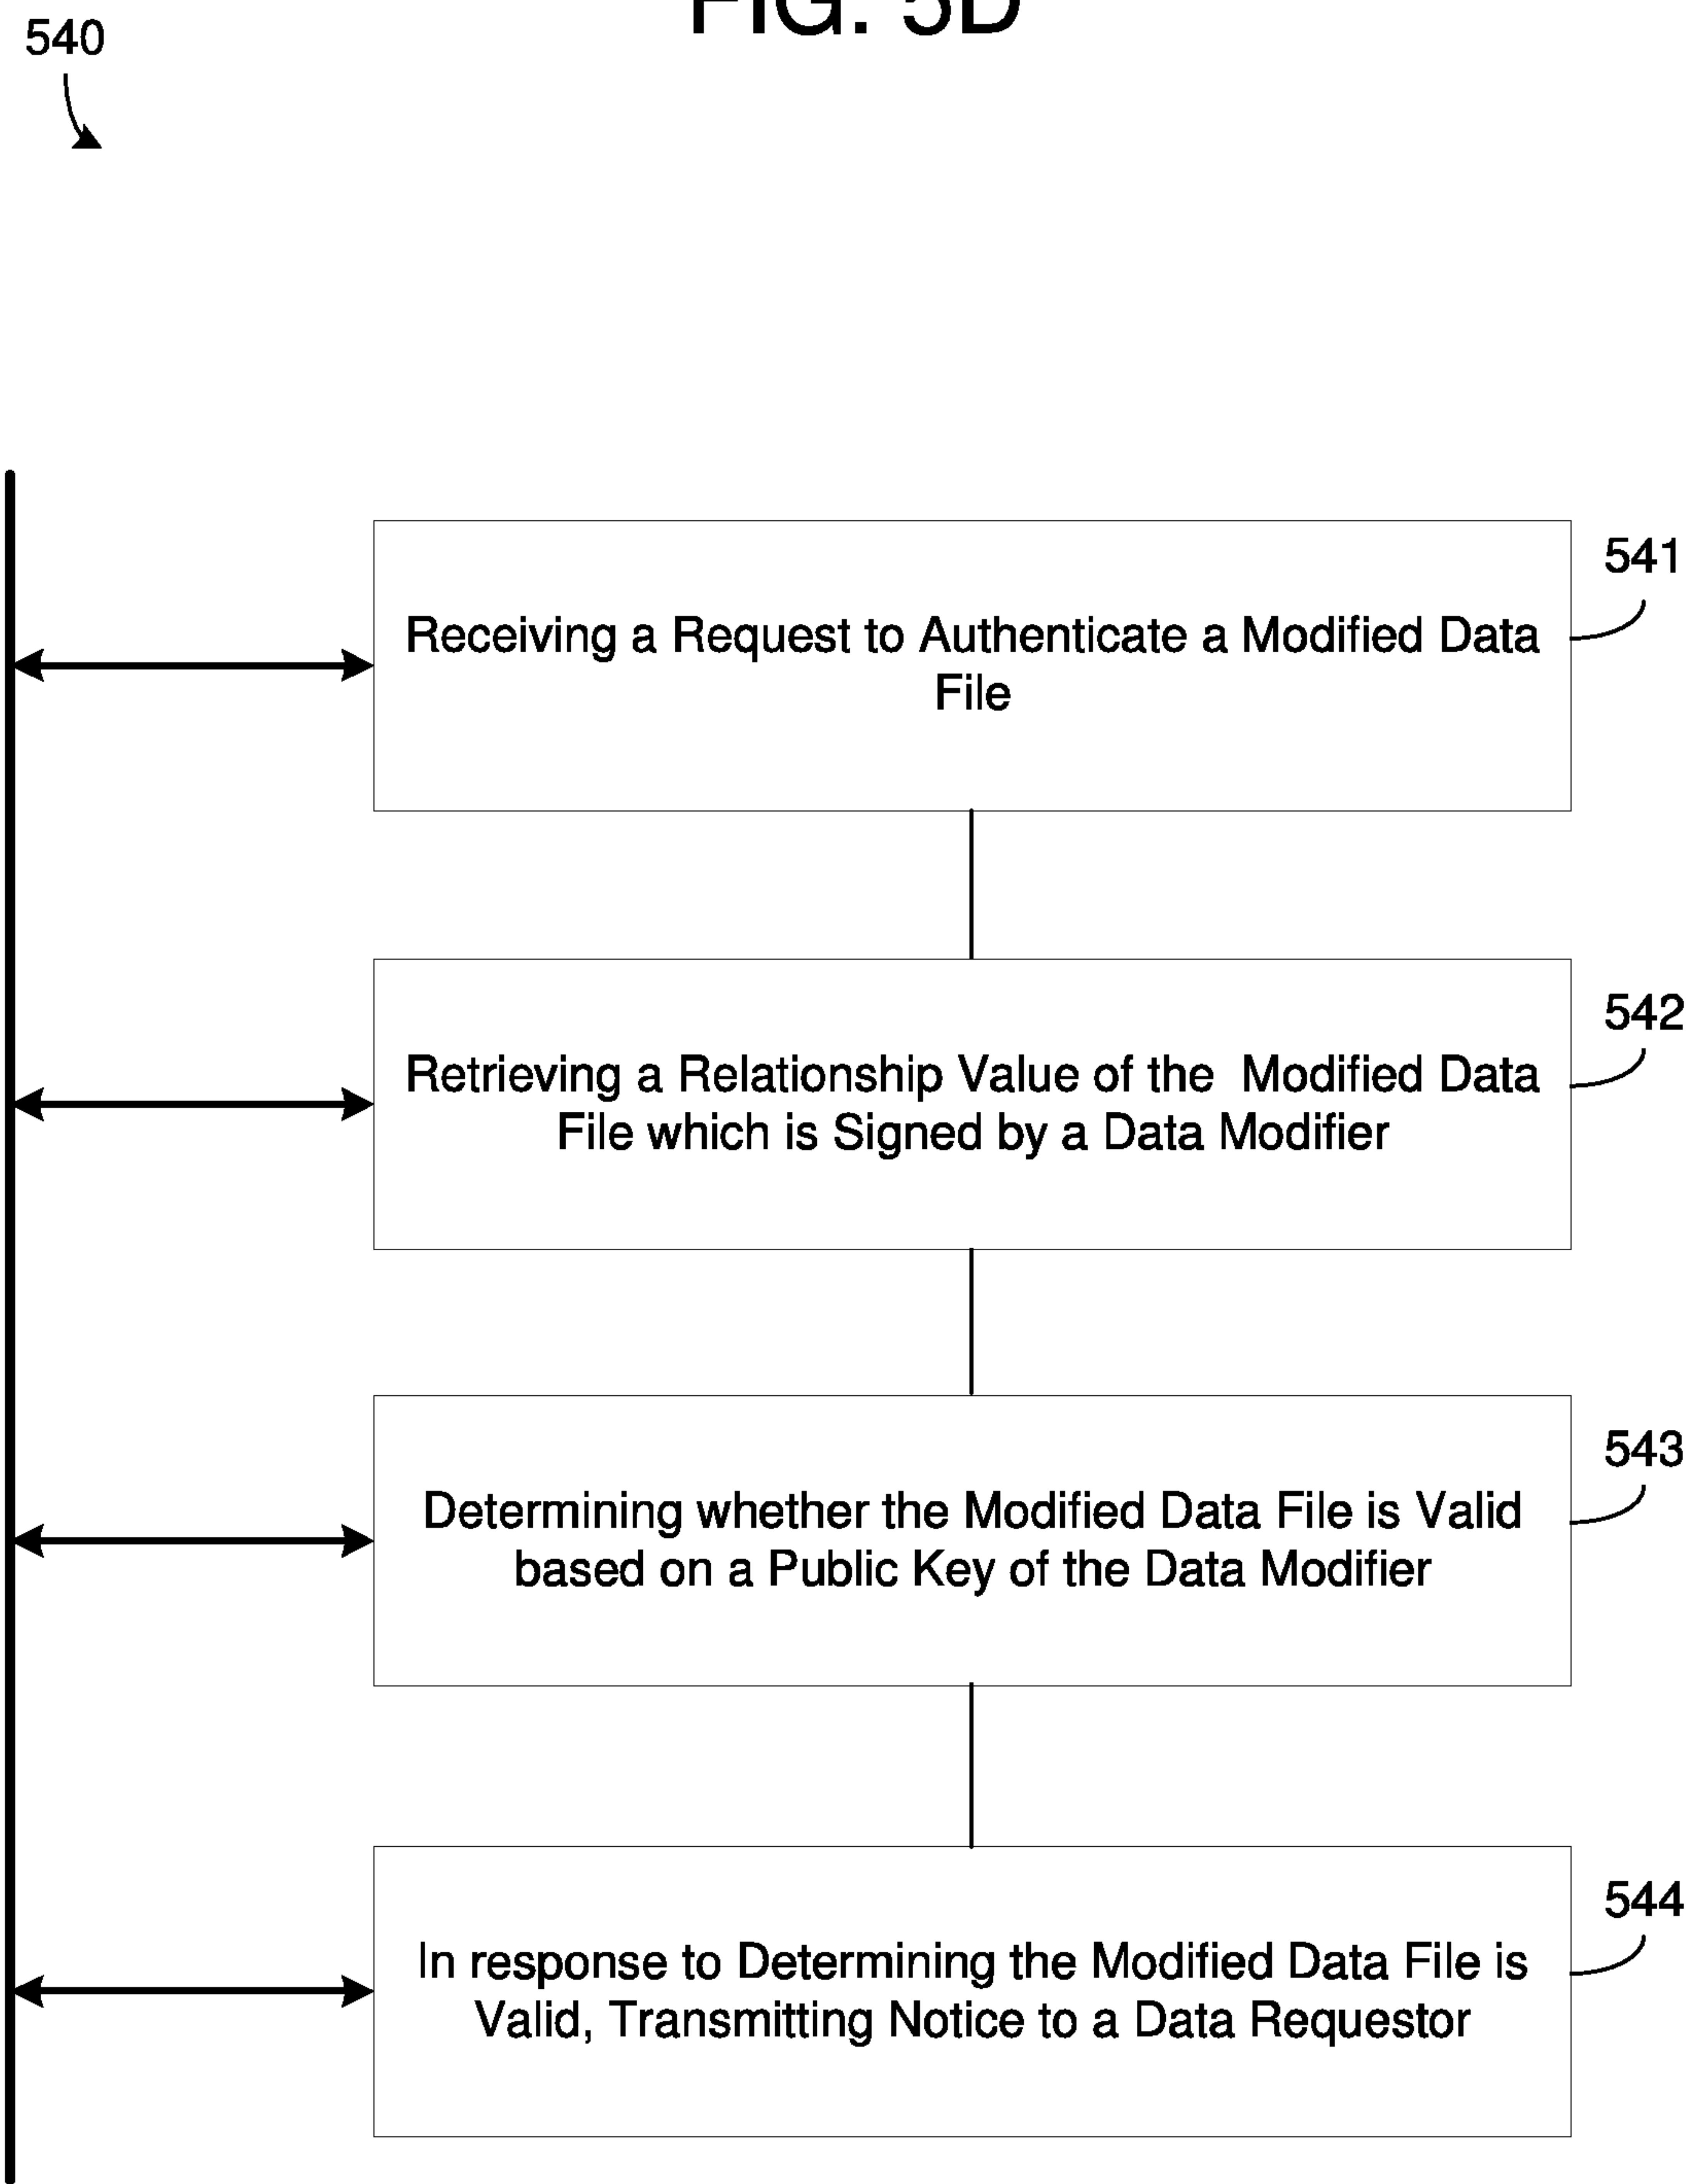 FIG. 5D
540
541
Receiving a Request to Authenticate a Modified Data
File
542
Retrieving a Relationship Value of the Modified Data
File which is Signed by a Data Modifier
543
Determining whether the Modified Data File is Valid
based on a Public Key of the Data Modifier
544
In response to Determining the Modified Data File is
Valid, Transmitting Notice to a Data Requestor